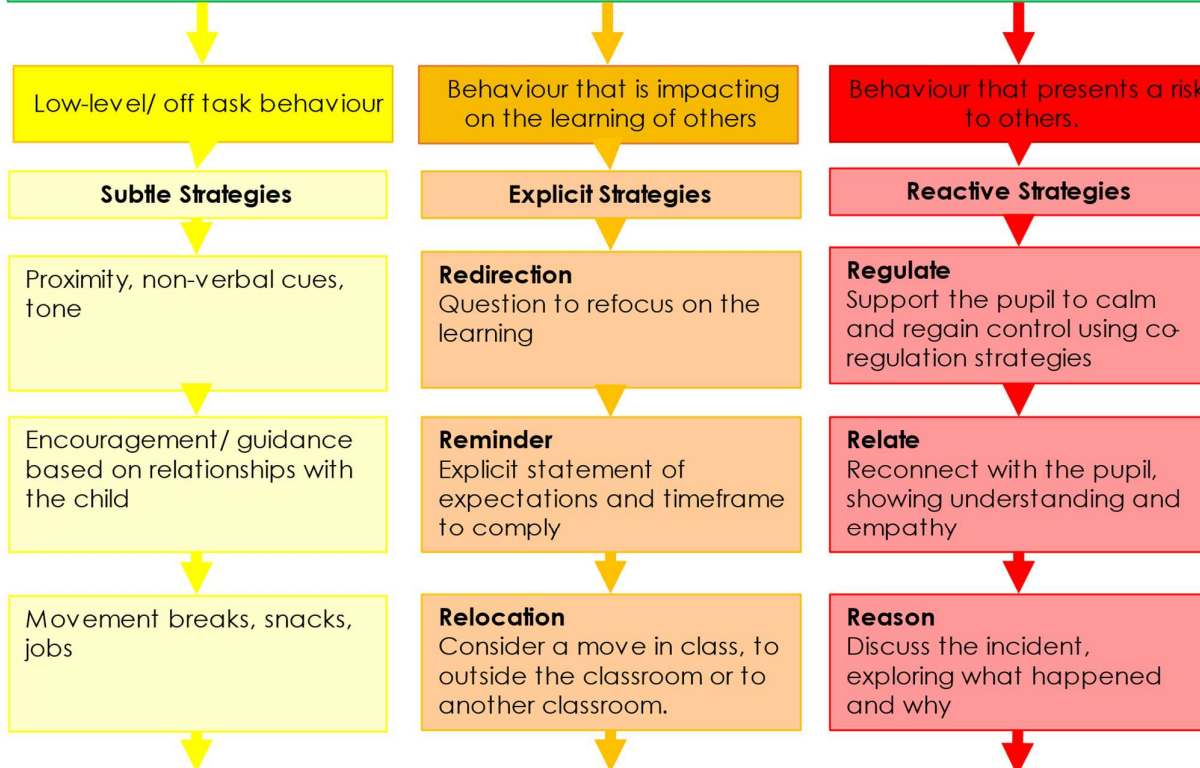 Low-level/ off task behaviour
Subtle Strategies
Proximity, non-verbal cues,
tone
Encouragement/ guidance
based on relationships with
the child
Movement breaks, snacks,
jobs
Behaviour that is impacting
on the learning of others
Explicit Strategies
Redirection
Question to refocus on the
learning
Reminder
Explicit statement of
expectations and timeframe
to comply
Relocation
Consider a move in class, to
outside the classroom or to
another classroom.
Behaviour that presents a risk
to others.
Reactive Strategies
Regulate
Support the pupil to calm
and regain control using co-
regulation strategies
Relate
Reconnect with the pupil,
showing understanding and
empathy
Reason
Discuss the incident,
exploring what happened
and why